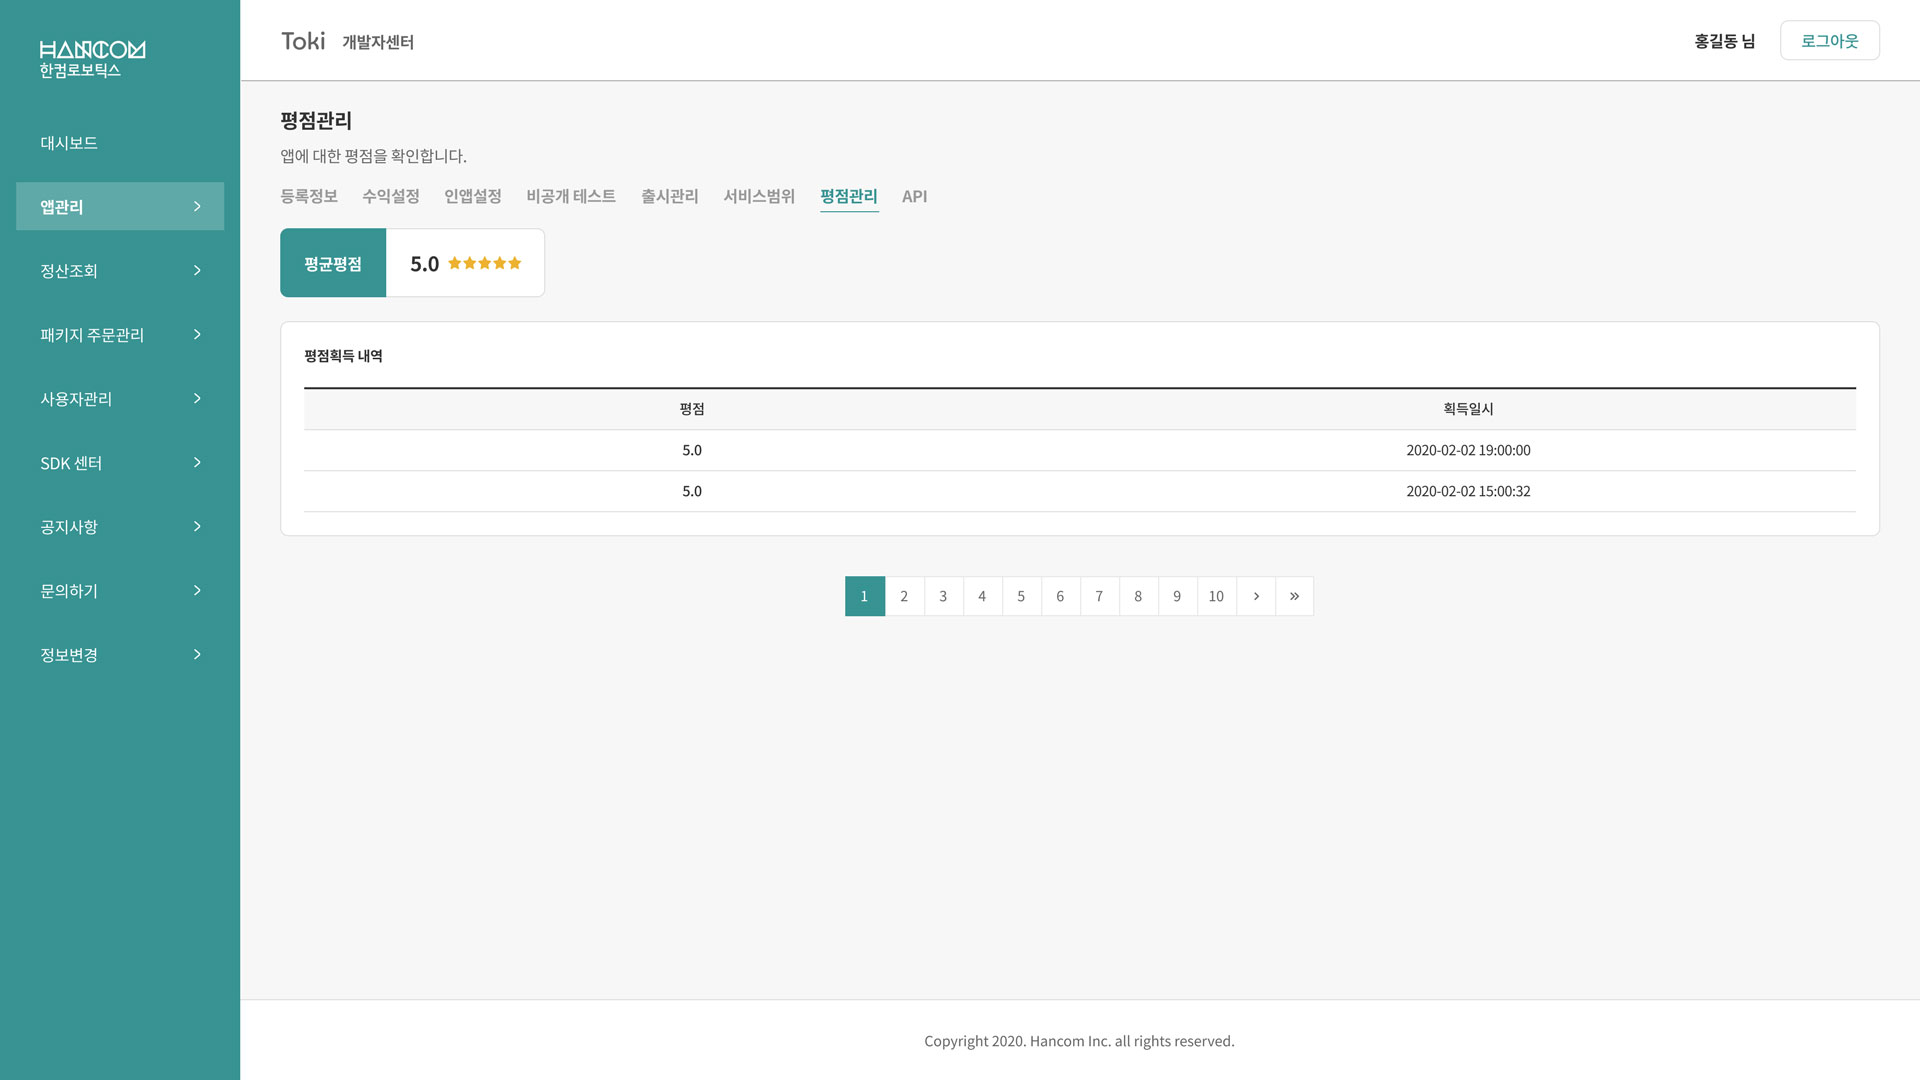 HANCOM
한컴로보틱스
대시보드
앱관리
정산조회
패키지 주문관리
사용자관리
SDK 센터
공지사항
문의하기
정보변경
Toki 개발자센터
홍길동 님 로그아웃
평점관리
앱에 대한 평점을 확인합니다.
등록정보 수익설정 인앱설정 비공개 테스트 출시관리 서비스범위 평점관리 API
평균평점 5.0 ★★★★★
평점획득 내역
평점 획득일시
5.0 2020-02-02 19:00:00
5.0 2020-02-02 15:00:32
1 2 3 4 5 6 7 8 9 10 > »
Copyright 2020. Hancom Inc. all rights reserved.